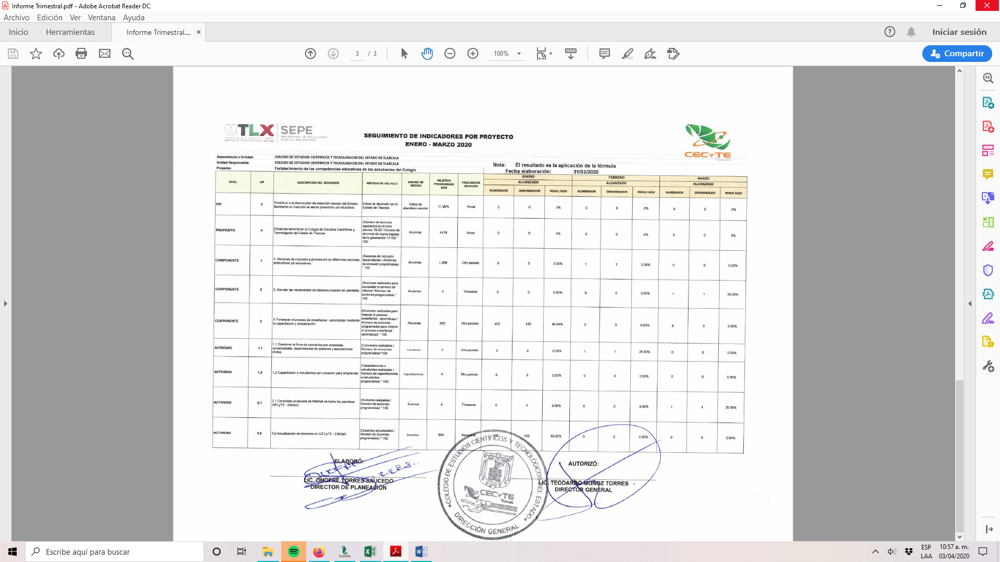 Informe Trimestral.pdf - Adobe Acrobat Reader DC
Archivo Edición Ver Ventana Ayuda
Inicio Herramientas Informe Trimestral.... × Iniciar sesión
3 / 3 100% Compartir
TLX SEPE
SECRETARÍA DE EDUCACIÓN
PÚBLICA DEL ESTADO
SEGUIMIENTO DE INDICADORES POR PROYECTO
ENERO - MARZO 2020
CECyTE
Tlaxcala
Dependencia o Entidad: COLEGIO DE ESTUDIOS CIENTIFICOS Y TECNOLOGICOS DEL ESTADO DE TLAXCALA
Unidad Responsable: COLEGIO DE ESTUDIOS CIENTIFICOS Y TECNOLOGICOS DEL ESTADO DE TLAXCALA
Proyecto: Fortalecimiento de las competencias educativas de los estudiantes del Colegio
Nota: El resultado es la aplicación de la fórmula
Fecha elaboración: 31/03/2020
NIVEL OP DESCRIPCIÓN DEL INDICADOR MÉTODO DE CÁLCULO UNIDAD DE MEDIDA OBJETIVO PROGRAMADO 2020 FRECUENCIA MEDICIÓN
ENERO FEBRERO MARZO
ALCANZADO ALCANZADO ALCANZADO
NUMERADOR DENOMINADOR RESULTADO NUMERADOR DENOMINADOR RESULTADO NUMERADOR DENOMINADOR RESULTADO
FIN F Contribuir a la disminución de deserción escolar del Estado, facilitando su inserción al sector productivo y/o educativo. Índice de decersión en el Estado de Tlaxcala Índice de abandono escolar 11.90% Anual 0 0 0% 0 0 0% 0 0 0%
PROPÓSITO P Eficiencia terminal en el Colegio de Estudios Científicos y Tecnológicos del Estado de Tlaxcala (Número de alumnos egresados en el ciclo escolar 19-20 / Número de alumnos de nuevo ingreso de la generación 17-18) * 100 Alumnos 4418 Anual 0 0 0% 0 0 0% 0 0 0%
COMPONENTE 1 1. Acciones de inclusión a jóvenes en los diferentes sectores productivos y/o educativos. (Acciones de inclusión desarrolladas / Acciones de inclusión programadas) * 100 Acciones 1,058 Otro periodo 0 0 0.00% 1 1 0.09% 0 0 0.00%
COMPONENTE 2 2. Atender las necesidades de telecomunicación en planteles. (Acciones realizadas para consolidar el servicio de Internet / Número de acciones programadas) * 100 Acciones 4 Trimestral 0 0 0.00% 0 0 0.00% 1 1 25.00%
COMPONENTE 3 3. Fortalecer el proceso de enseñanza - aprendizaje mediante la capacitación y actualización. (Acciones realizadas para mejorar el proceso enseñanza - aprendizaje / Número de acciones programadas para mejorar el proceso enseñanza - aprendizaje) * 100 Acciones 865 Otro periodo 432 432 49.94% 0 0 0.00% 0 0 0.00%
ACTIVIDAD 1.1 1.1 Gestionar la firma de convenios con empresas, universidades, dependencias de gobierno y asociaciones civiles. (Convenios realizados / Número de convenios programados)*100 Convenios 4 Otro periodo 0 0 0.00% 1 1 25.00% 0 0 0.00%
ACTIVIDAD 1.2 1.2 Capacitación a estudiantes con vocación para emprender (Capacitaciones a estudiantes realizadas / Número de capacitaciones a estudiantes programadas) * 100 Capacitaciones 4 Otro periodo 0 0 0.00% 0 0 0.00% 0 0 0.00%
ACTIVIDAD 2.1 2.1 Consolidar el servicio de Internet en todos los planteles CECyTE - EMSaD. (Acciones realizadas / Número de acciones programadas) * 100 Acciones 4 Trimestral 0 0 0.00% 0 0 0.00% 1 1 25.00%
ACTIVIDAD 3.2 3.2 Actualización de docentes en CECyTE - EMSaD (Docentes actualizados / Número de docentes programados) * 100 Docentes 864 Semestral 432 432 50.00% 0 0 0.00% 0 0 0.00%
ELABORÓ:
LIC. ONOFRE TORRES SAUCEDO
DIRECTOR DE PLANEACIÓN
COLEGIO DE ESTUDIOS CIENTÍFICOS Y TECNOLÓGICOS DEL ESTADO
CECyTE
Tlaxcala
DIRECCIÓN GENERAL
AUTORIZÓ:
LIC. TEODARDO MUÑOZ TORRES
DIRECTOR GENERAL
Escribe aquí para buscar
ESP
LAA
10:57 a. m.
03/04/2020